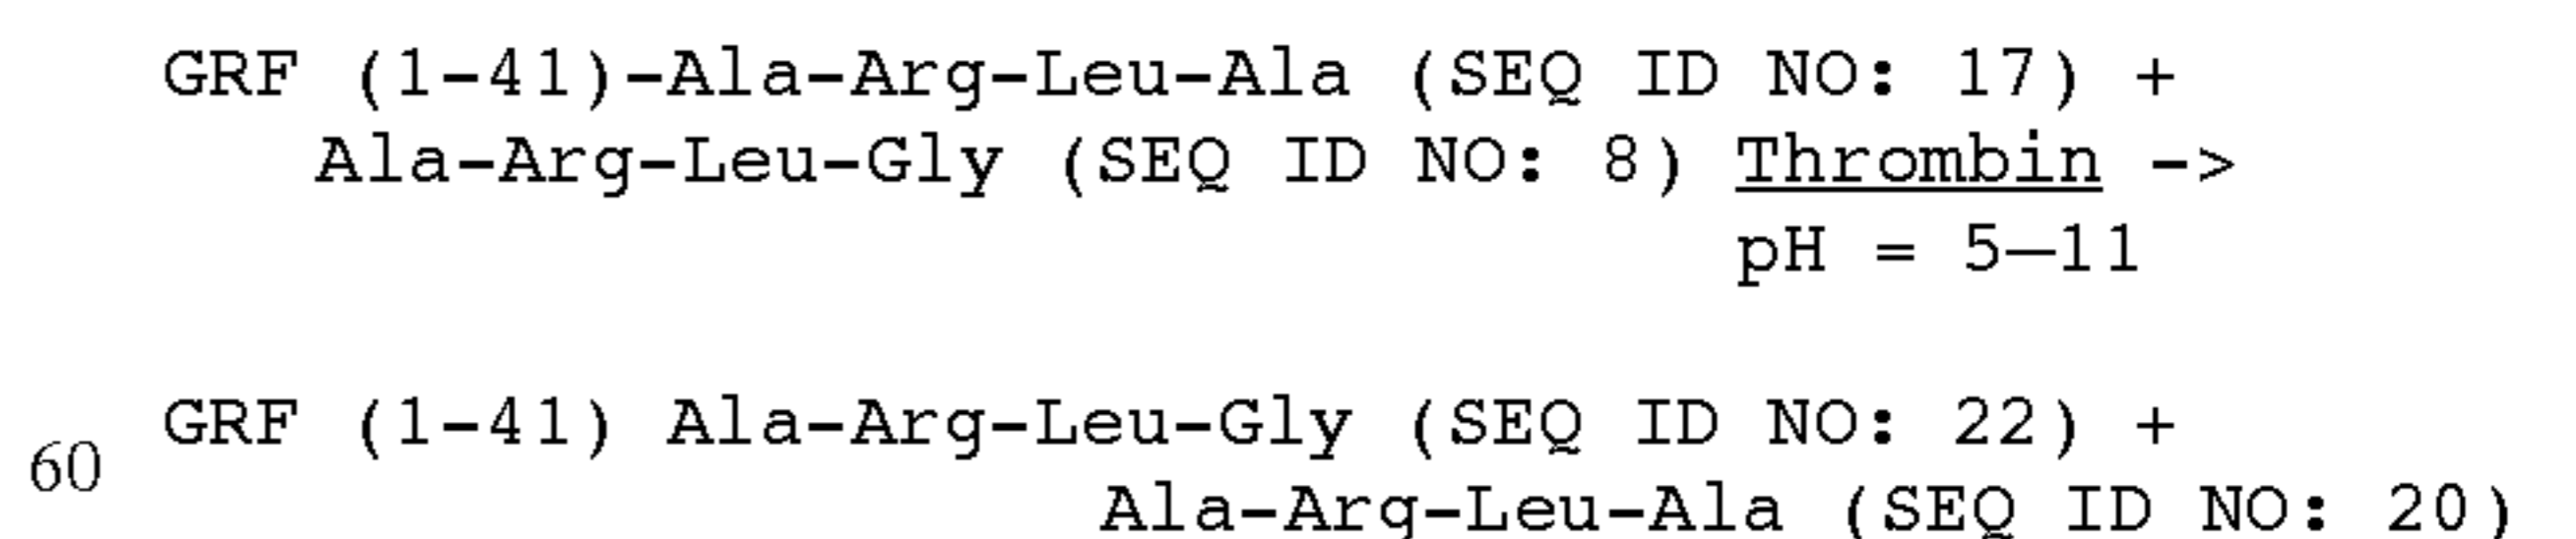 GRF (1-41)-Ala-Arg-Leu-Ala (SEQ ID NO: 17) +
Ala-Arg-Leu-Gly (SEQ ID NO: 8) Thrombin ->
pH = 5—11
GRF (1-41) Ala-Arg-Leu-Gly (SEQ ID NO: 22) +
60
Ala-Arg-Leu-Ala (SEQ ID NO: 20)